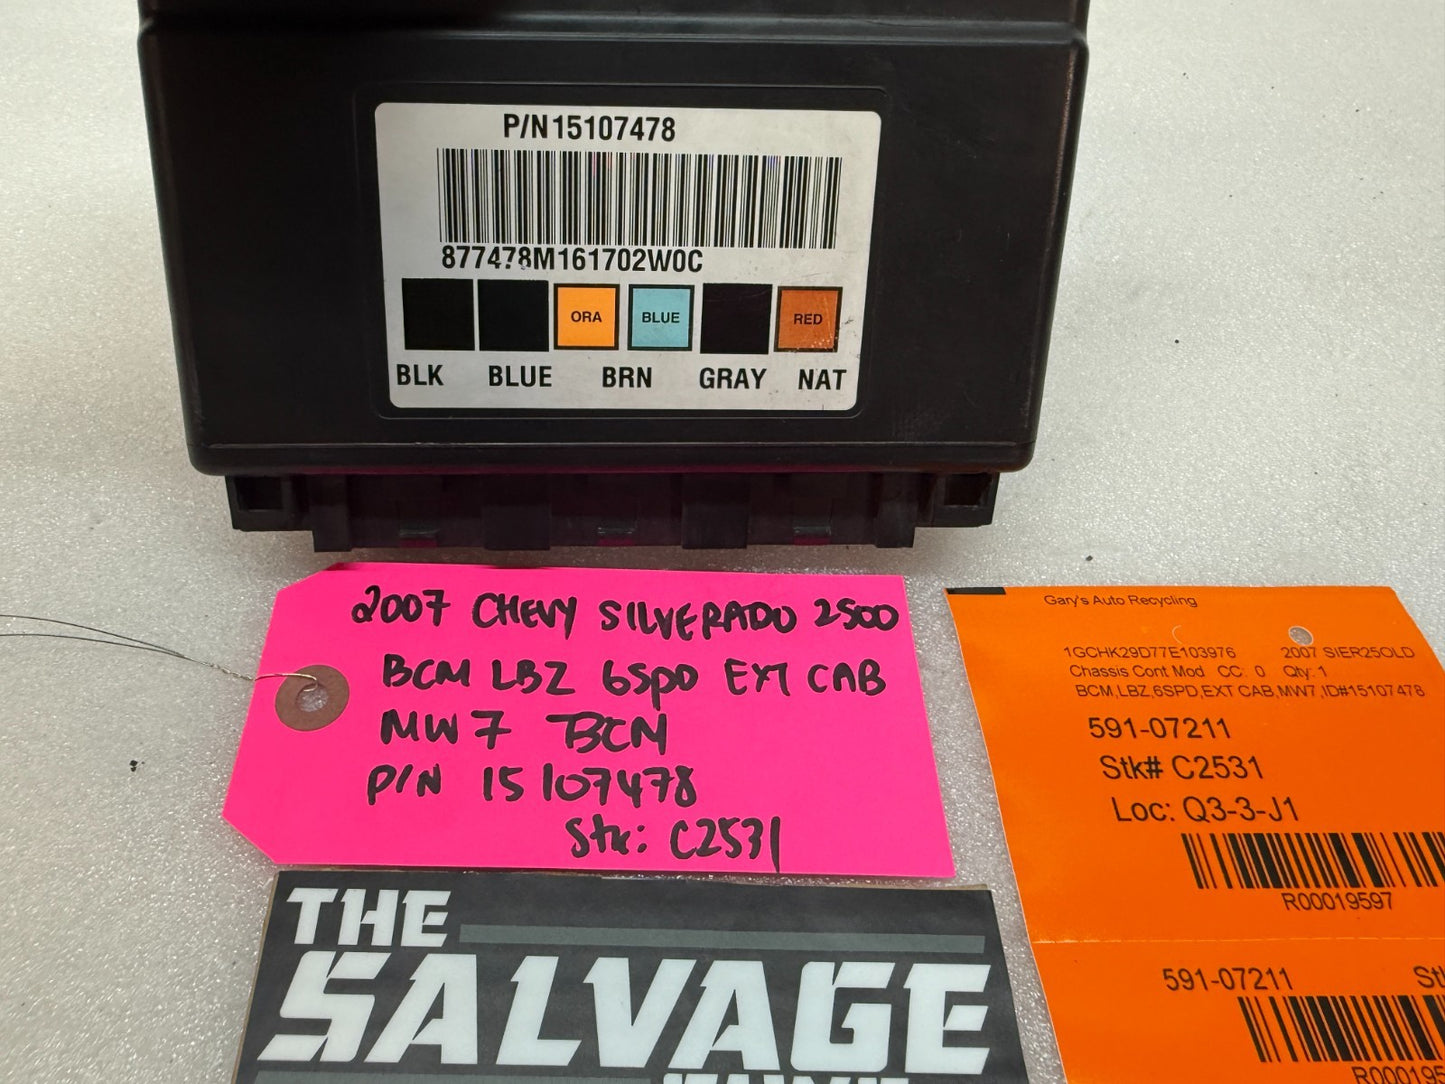 P/N15107478
877478M161702W0C
ORA BLUE RED
BLK BLUE BRN GRAY NAT
2007 CHEVY SILVERADO 2500
BCM LBZ 6SPD EXT CAB
MW7 BCM
P/N 15107478
Stk: C2531
THE
SALVAGE
Gary's Auto Recycling
1GCHK29D77E103976 2007 SIER25OLD
Chassis Cont Mod CC: 0 Qty: 1
BCM,LBZ,6SPD,EXT CAB,MW7,ID#15107478
591-07211
Stk# C2531
Loc: Q3-3-J1
R00019597
591-07211